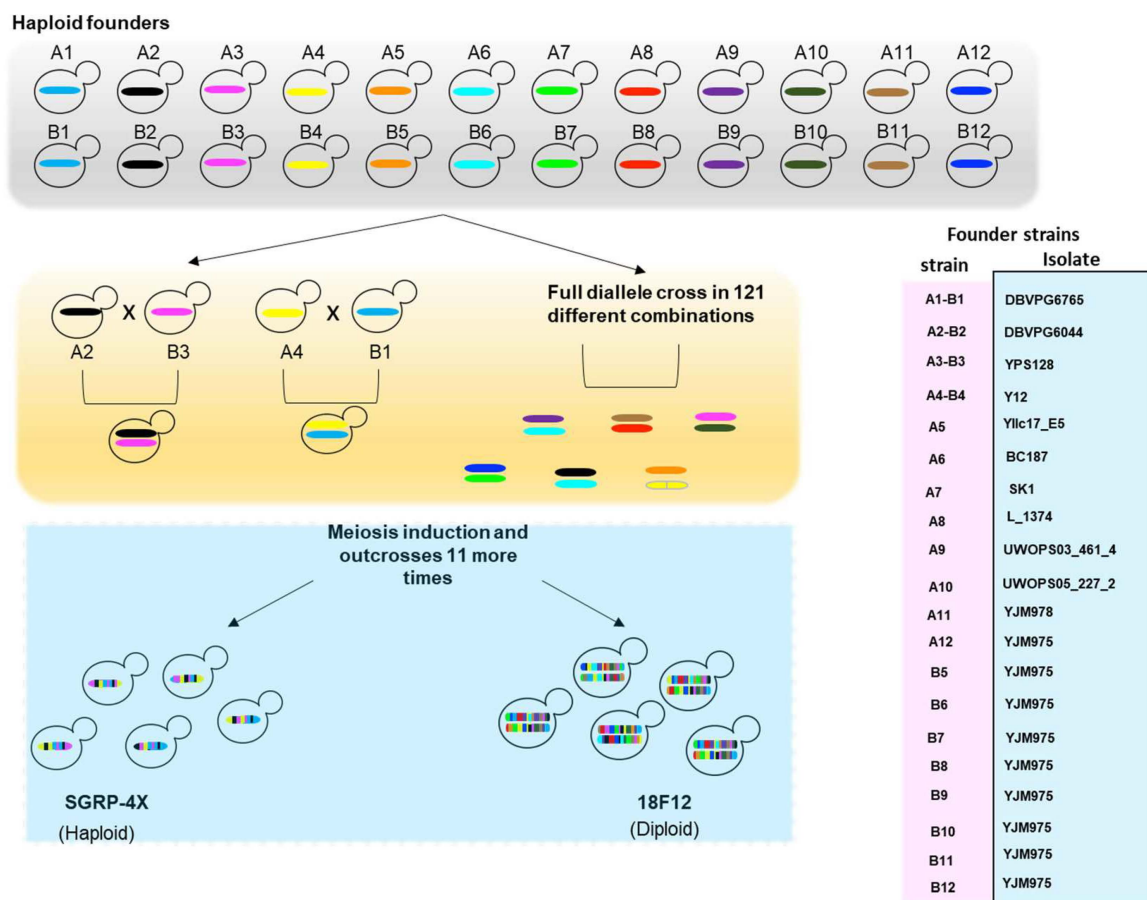 Haploid founders
A1 A2 A3 A4 A5 A6 A7 A8 A9 A10 A11 A12
B1 B2 B3 B4 B5 B6 B7 B8 B9 B10 B11 B12
A2 X B3
A4 X B1
Full diallele cross in 121
different combinations
Meiosis induction and
outcrosses 11 more
times
SGRP-4X
(Haploid)
18F12
(Diploid)
Founder strains
strain Isolate
A1-B1 DBVPG6765
A2-B2 DBVPG6044
A3-B3 YPS128
A4-B4 Y12
A5 YIIc17_E5
A6 BC187
A7 SK1
A8 L_1374
A9 UWOPS03_461_4
A10 UWOPS05_227_2
A11 YJM978
A12 YJM975
B5 YJM975
B6 YJM975
B7 YJM975
B8 YJM975
B9 YJM975
B10 YJM975
B11 YJM975
B12 YJM975